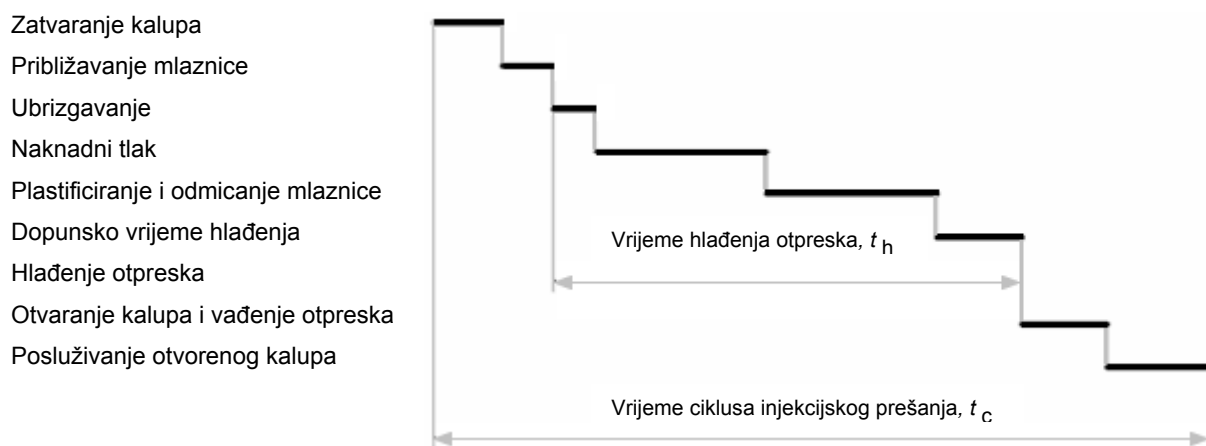 Zatvaranje kalupa
Približavanje mlaznice
Ubrizgavanje
Naknadni tlak
Plastificiranje i odmicanje mlaznice
Dopunsko vrijeme hlađenja
Vrijeme hlađenja otpreska, t h
Hlađenje otpreska
Otvaranje kalupa i vađenje otpreska
Posluživanje otvorenog kalupa
Vrijeme ciklusa injekcijskog prešanja, t c